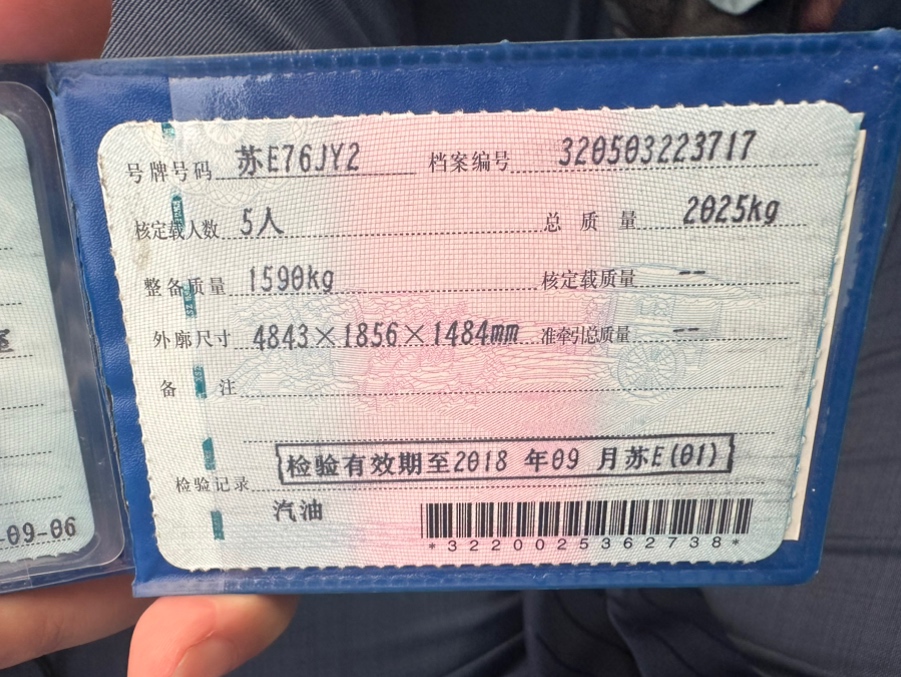 号牌号码 苏E76JY2 档案编号 320503223717
核定载人数 5人 总质量 2025kg
整备质量 1590kg 核定载质量 --
外廓尺寸 4843×1856×1484mm 准牵引总质量 --
备注
检验有效期至2018年09月苏E(01)
检验记录
汽油
*3220025362738*
-09-06